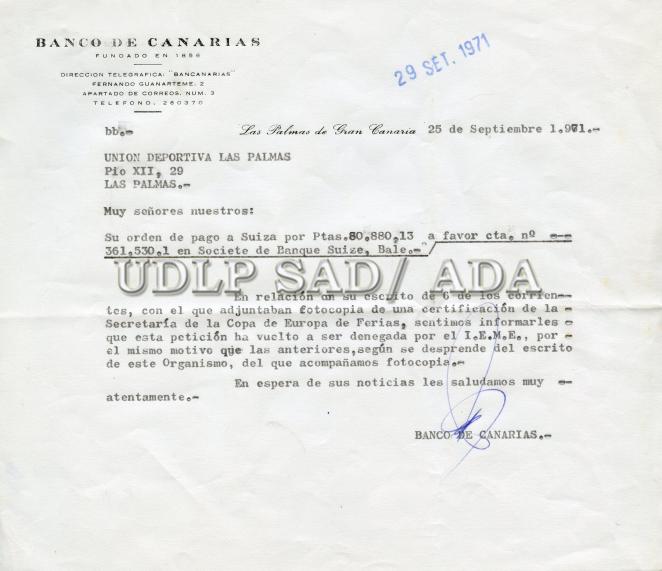 BANCO DE CANARIAS
FUNDADO EN 1856
DIRECCION TELEGRAFICA: "BANCANARIAS"
FERNANDO GUANARTEME. 2
APARTADO DE CORREOS. NUM. 3
TELEFONO. 260370
29 SET. 1971
bb.-
Las Palmas de Gran Canaria 25 de Septiembre 1.971.-
UNION DEPORTIVA LAS PALMAS
Pio XII, 29
LAS PALMAS.-
Muy señores nuestros:
Su orden de pago a Suiza por Ptas.80.880,13 a favor cta. nº --
361.530.1 en Societe de Banque Suize, Bale.-
UDLP SAD/ ADA
En relación an su escrito de 6 de los corrien-
tes, con el que adjuntaban fotocopia de una certificación de la -
Secretaría de la Copa de Europa de Ferias, sentimos informarles -
que esta petición ha vuelto a ser denegada por el I.E.M.E., por -
el mismo motivo que las anteriores,según se desprende del escrito
de este Organismo, del que acompañamos fotocopia.-
En espera de sus noticias les saludamos muy --
atentamente.-
BANCO DE CANARIAS.-